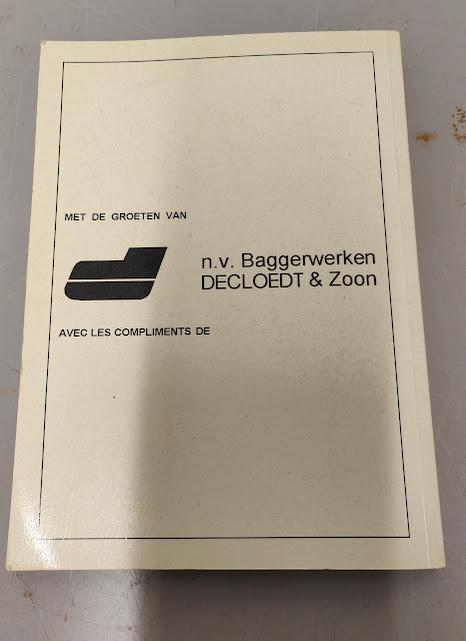 MET DE GROETEN VAN
n.v. Baggerwerken
DECLOEDT & Zoon
AVEC LES COMPLIMENTS DE